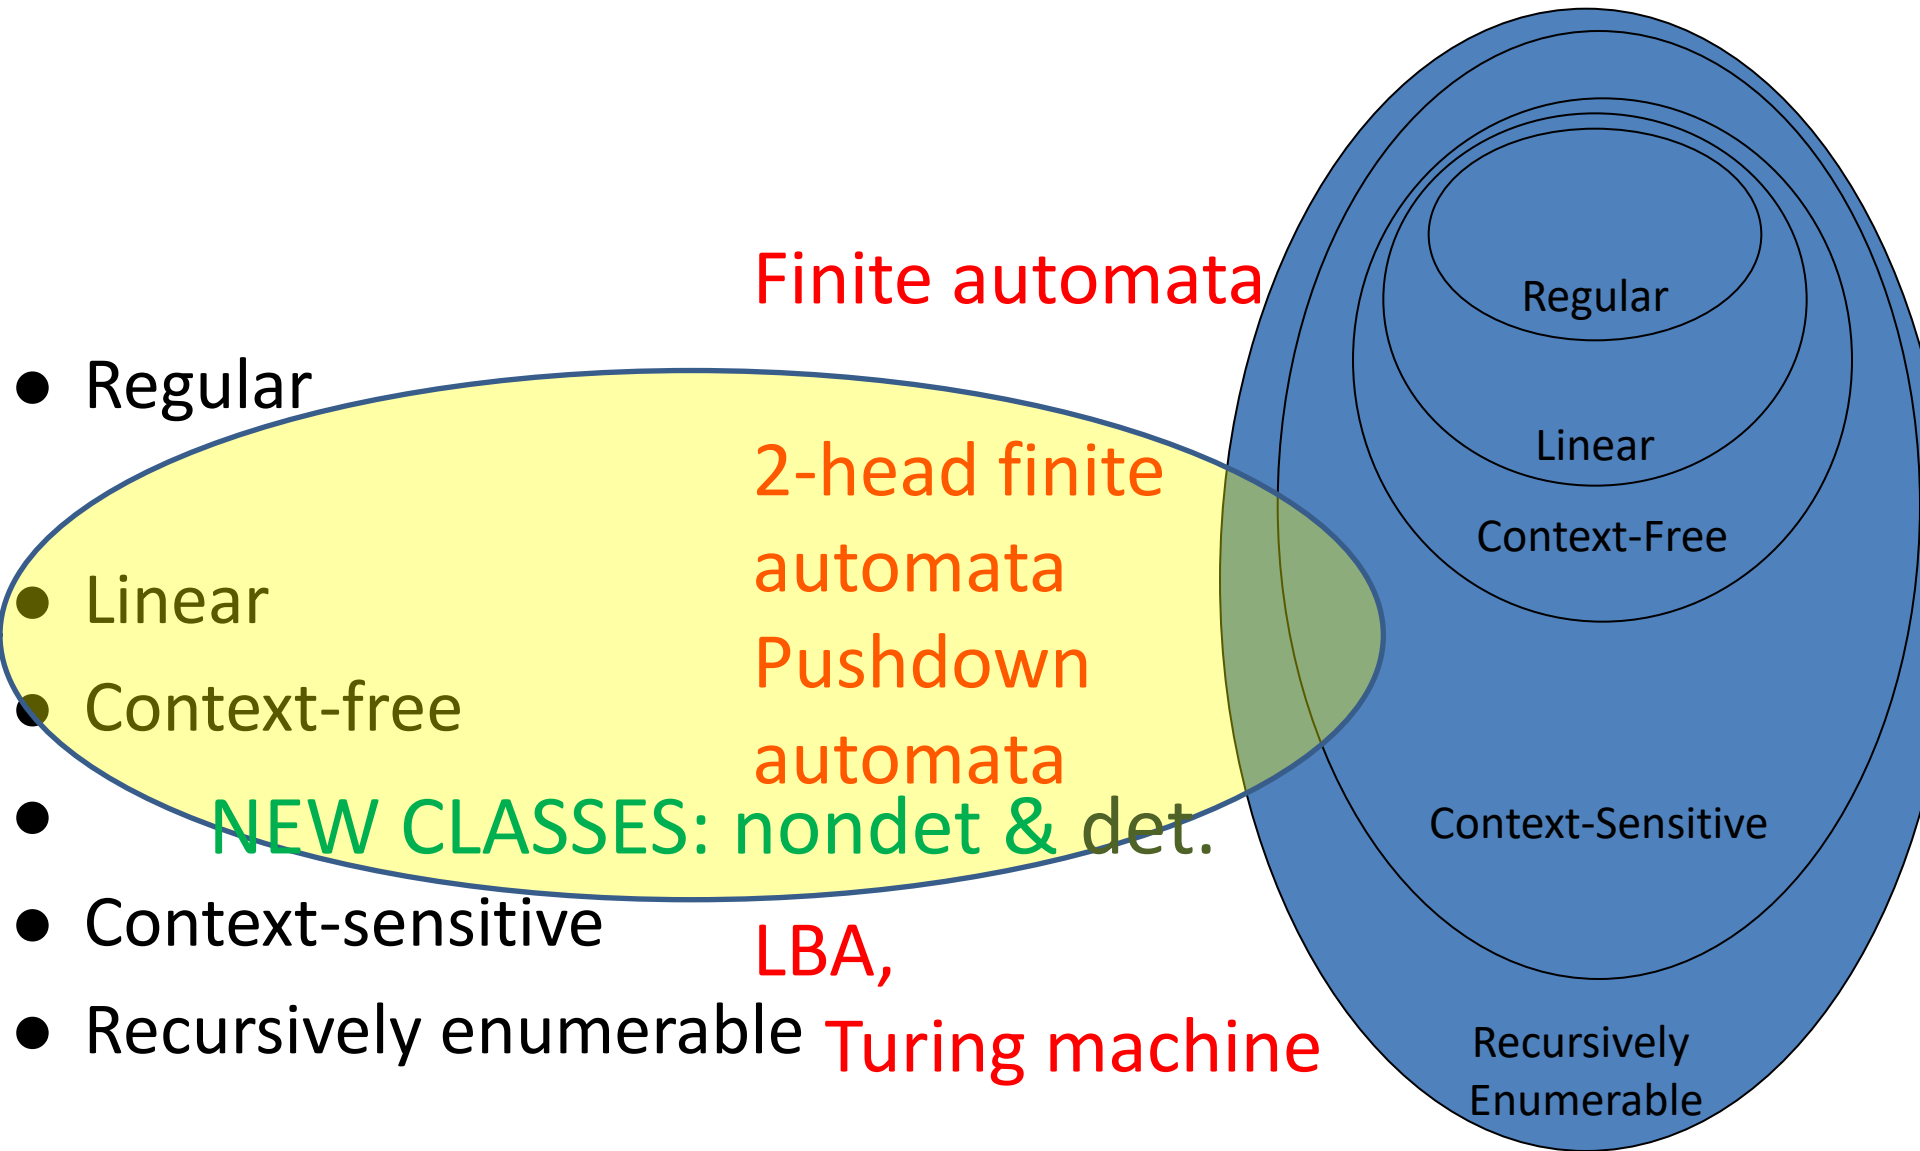 ● Regular
● Linear
● Context-free
●
NEW CLASSES: nondet & det.
● Context-sensitive
● Recursively enumerable
Finite automata
2-head finite
automata
Pushdown
automata
LBA,
Turing machine
Regular
Linear
Context-Free
Context-Sensitive
Recursively
Enumerable